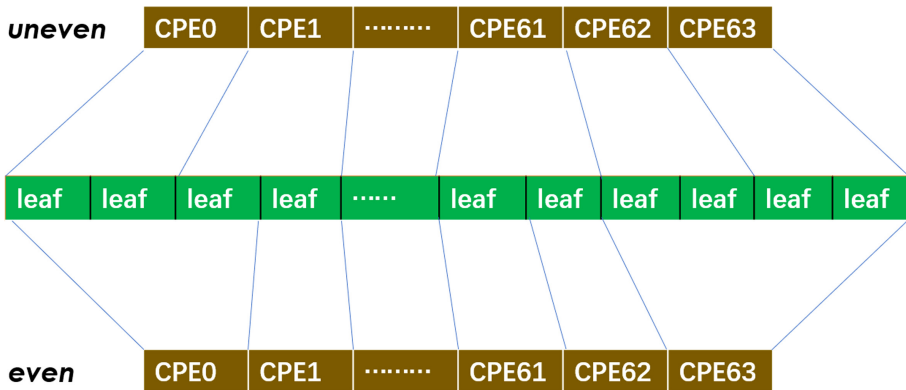 uneven CPE0 CPE1 ········· CPE61 CPE62 CPE63
leaf leaf leaf leaf ······ leaf leaf leaf leaf leaf leaf
even CPE0 CPE1 ········· CPE61 CPE62 CPE63